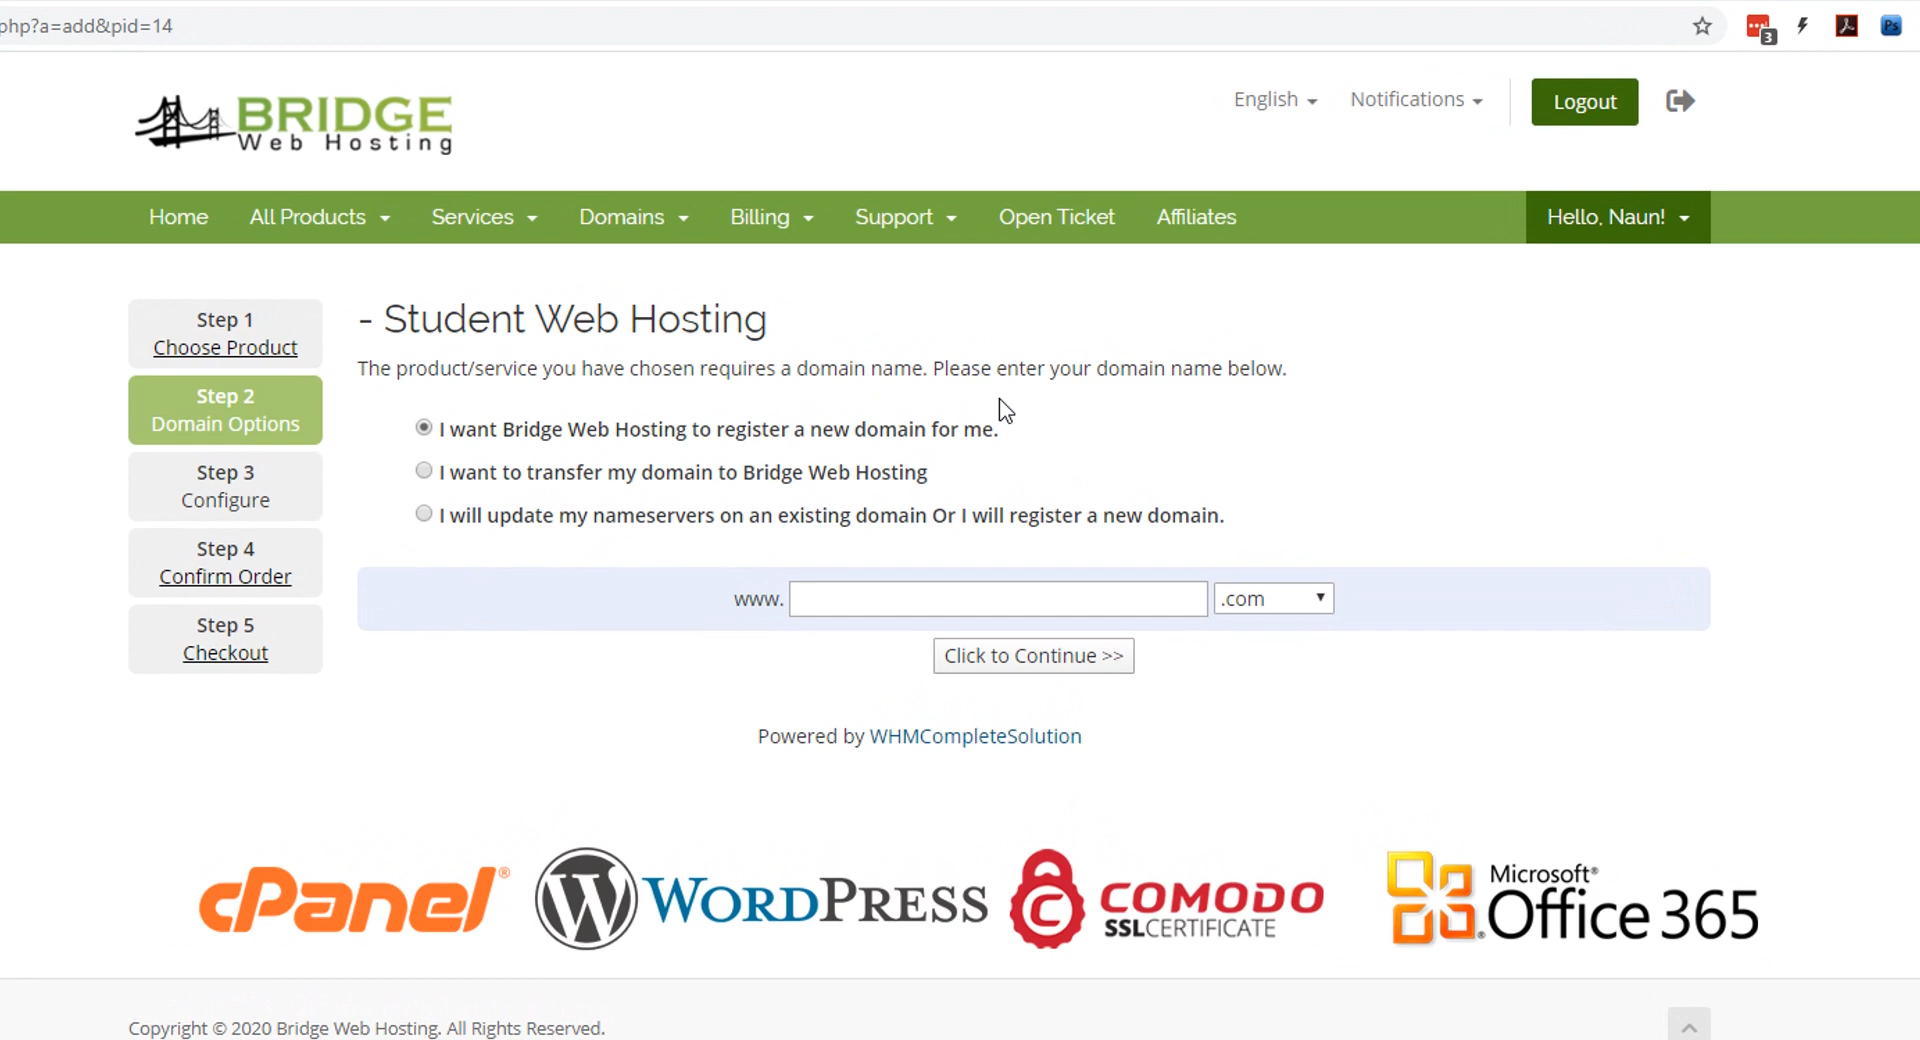 php?a=add&pid=14
3
Ps
BRIDGE
Web Hosting
English
Notifications
Logout
Home
All Products
Services
Domains
Billing
Support
Open Ticket
Affiliates
Hello, Naun!
Step 1
Choose Product
Step 2
Domain Options
Step 3
Configure
Step 4
Confirm Order
Step 5
Checkout
- Student Web Hosting
The product/service you have chosen requires a domain name. Please enter your domain name below.
I want Bridge Web Hosting to register a new domain for me.
I want to transfer my domain to Bridge Web Hosting
I will update my nameservers on an existing domain Or I will register a new domain.
www.
.com
Click to Continue >>
Powered by WHMCompleteSolution
cPanel®
W WORDPRESS
C COMODO
SSLCERTIFICATE
Microsoft®
Office 365
Copyright © 2020 Bridge Web Hosting. All Rights Reserved.